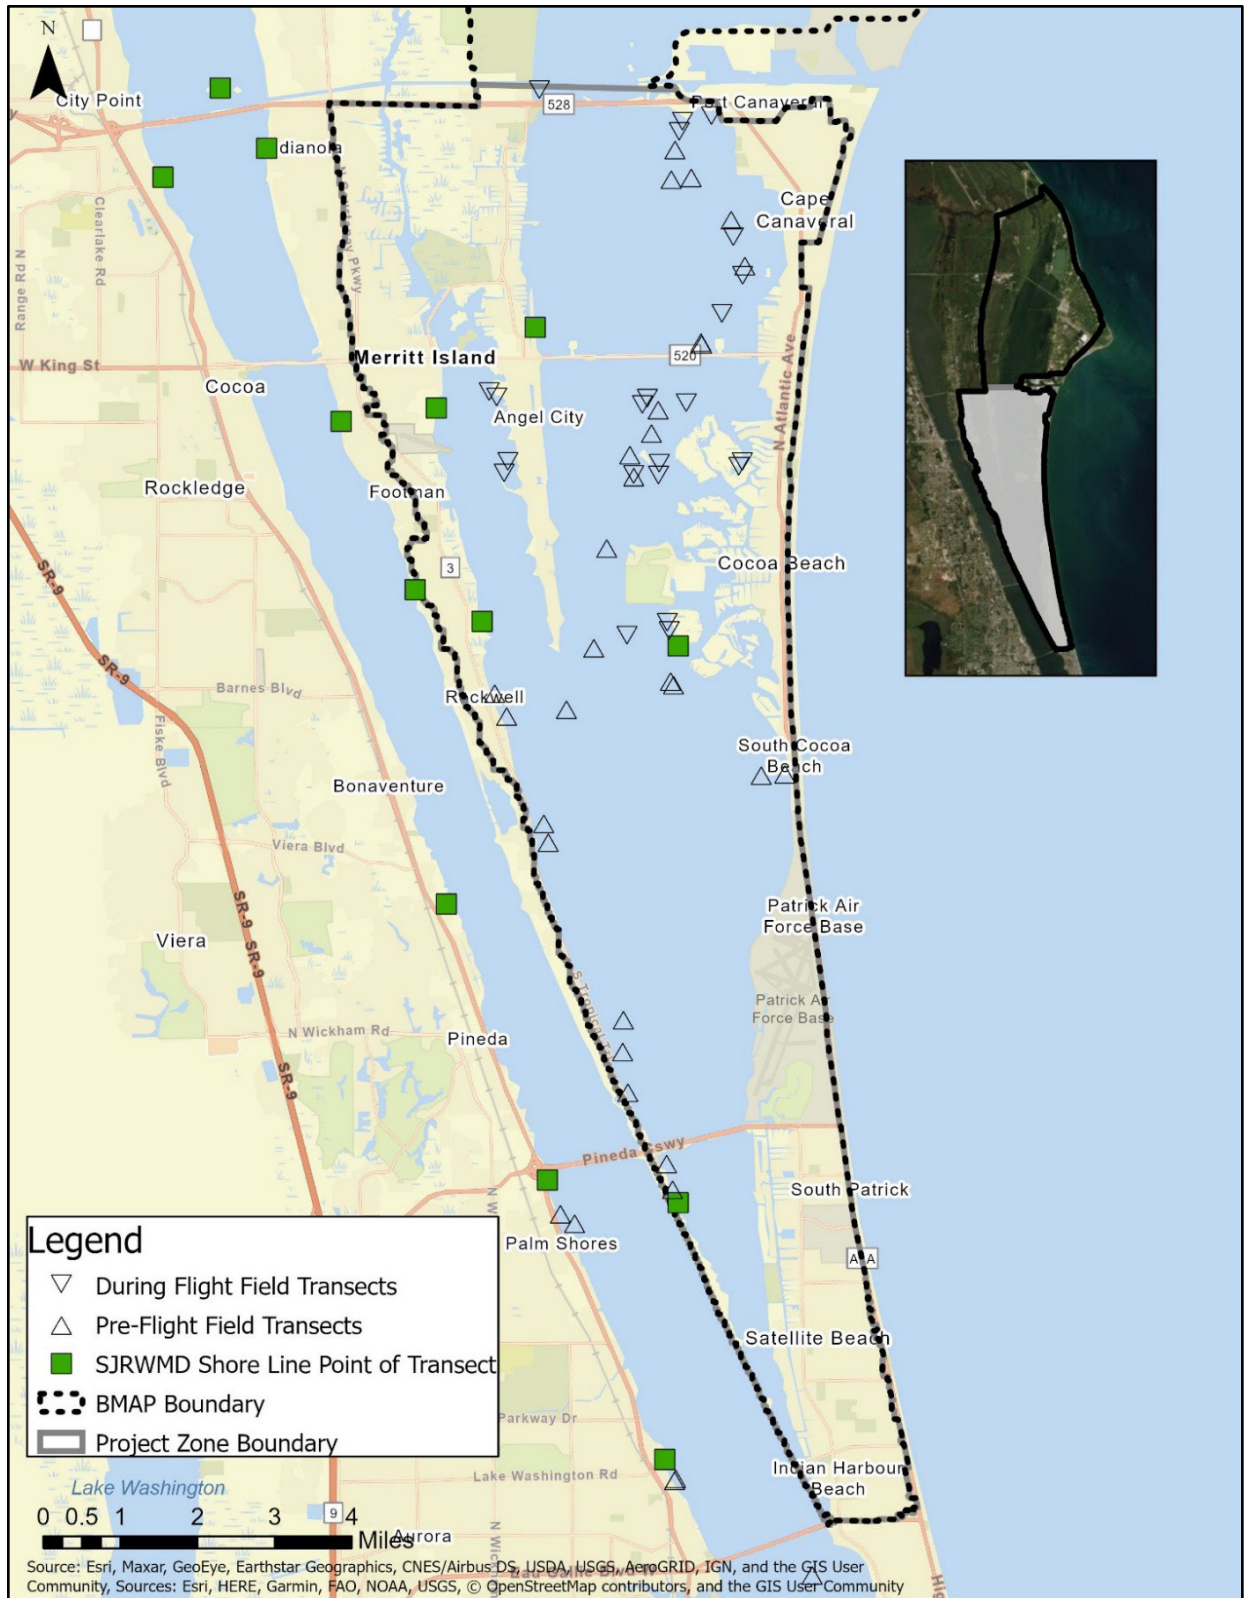 N
City Point
528
Port Canaveral
dianola
N Courtenay Pkwy
Cape
Canaveral
Clearlake Rd
Range Rd N
520
W King St
Merritt Island
Cocoa
N Atlantic Ave
Angel City
Rockledge
Footman
SR-9
3
Cocoa Beach
SR-9
Barnes Blvd
Rockwell
Fiske Blvd
South Cocoa
Beach
Bonaventure
Viera Blvd
SR-9
Patrick Air
Force Base
Viera
SR-9
S Tropical
Patrick Air
Force Base
N Wickham Rd
Pineda
SR-9
Pineda Cswy
South Patrick
N W
Palm Shores
A A
Legend
During Flight Field Transects
Pre-Flight Field Transects
SJRWMD Shore Line Point of Transect
BMAP Boundary
Project Zone Boundary
Satellite Beach
Parkway Dr
Lake Washington Rd
Indian Harbour
Beach
Lake Washington
0 0.5 1 2 3 4
Miles
9
Aurora
N Wickham
Source: Esri, Maxar, GeoEye, Earthstar Geographics, CNES/Airbus DS, USDA, USGS, AeroGRID, IGN, and the GIS User
Community, Sources: Esri, HERE, Garmin, FAO, NOAA, USGS, © OpenStreetMap contributors, and the GIS User Community
Eau Gallie Blvd